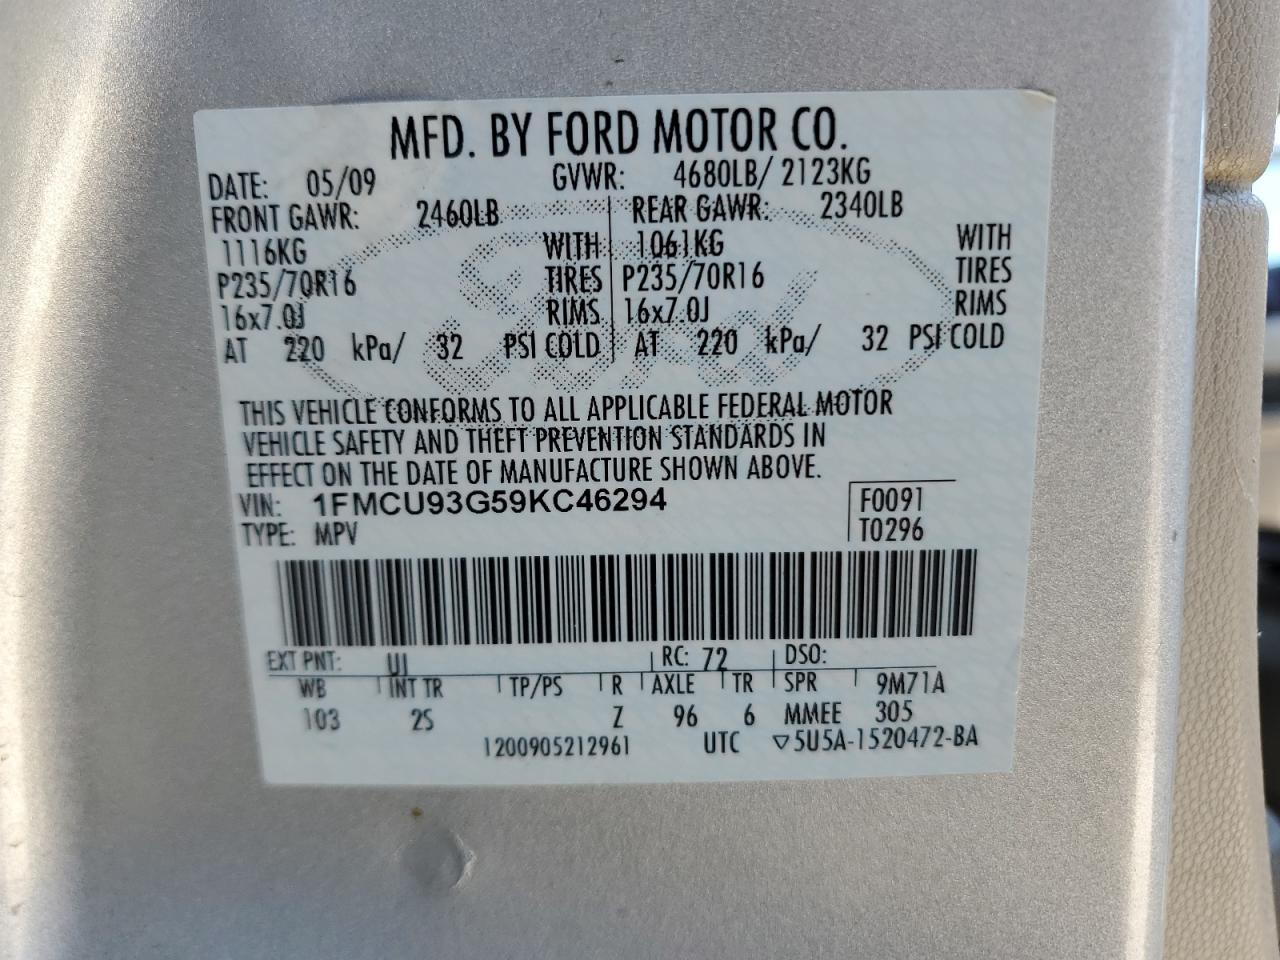 MFD. BY FORD MOTOR CO.
DATE: 05/09 GVWR: 4680LB/ 2123KG
FRONT GAWR: 2460LB REAR GAWR: 2340LB
1116KG WITH 1061KG WITH
P235/70R16 TIRES P235/70R16 TIRES
16x7.0J RIMS 16x7.0J RIMS
AT 220 kPa/ 32 PSI COLD AT 220 kPa/ 32 PSI COLD
THIS VEHICLE CONFORMS TO ALL APPLICABLE FEDERAL MOTOR
VEHICLE SAFETY AND THEFT PREVENTION STANDARDS IN
EFFECT ON THE DATE OF MANUFACTURE SHOWN ABOVE.
VIN: 1FMCU93G59KC46294 F0091
TYPE: MPV T0296
EXT PNT: UJ RC: 72 DSO:
WB INT TR TP/PS R AXLE TR SPR 9M71A
103 2S Z 96 6 MMEE 305
1200905212961 UTC ▽5U5A-1520472-BA